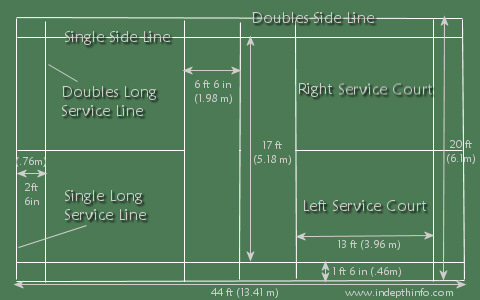 Doubles Side Line
Single Side Line
Doubles Long
Service Line
6 ft 6 in
(1.98 m)
Right Service Court
17 ft
(5.18 m)
20 ft
(6.1m)
(.76m)
2ft
6in
Single Long
Service Line
Left Service Court
13 ft (3.96 m)
1 ft 6 in (.46m)
44 ft (13.41 m)
www.indepthinfo.com